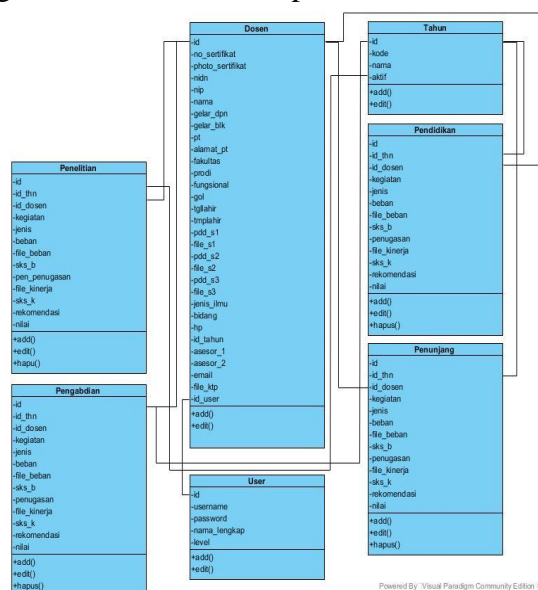 Dosen
-id
-no_sertifikat
-photo_sertifikat
-nidn
-nip
-nama
-gelar_dpn
-gelar_blk
-pt
-alamat_pt
-fakultas
-prodi
-fungsional
-gol
-tgllahir
-tmplahir
-pdd_s1
-file_s1
-pdd_s2
-file_s2
-pdd_s3
-file_s3
-jenis_ilmu
-bidang
-hp
-id_tahun
-asesor_1
-asesor_2
-email
-file_ktp
-id_user
+add()
+edit()
Tahun
-id
-kode
-nama
-aktif
+add()
+edit()
Pendidikan
-id
-id_thn
-id_dosen
-kegiatan
-jenis
-beban
-file_beban
-sks_b
-penugasan
-file_kinerja
-sks_k
-rekomendasi
-nilai
+add()
+edit()
+hapus()
Penelitian
-id
-id_thn
-id_dosen
-kegiatan
-jenis
-beban
-file_beban
-sks_b
-pen_penugasan
-file_kinerja
-sks_k
-rekomendasi
-nilai
+add()
+edit()
+hapu()
Penunjang
-id
-id_thn
-id_dosen
-kegiatan
-jenis
-beban
-file_beban
-sks_b
-penugasan
-file_kinerja
-sks_k
-rekomendasi
-nilai
+add()
+edit()
+hapus()
Pengabdian
-id
-id_thn
-id_dosen
-kegiatan
-jenis
-beban
-file_beban
-sks_b
-penugasan
-file_kinerja
-sks_k
-rekomendasi
-nilai
+add()
+edit()
+hapus()
User
-id
-username
-password
-nama_lengkap
-level
+add()
+edit()
Powered By Visual Paradigm Community Edition